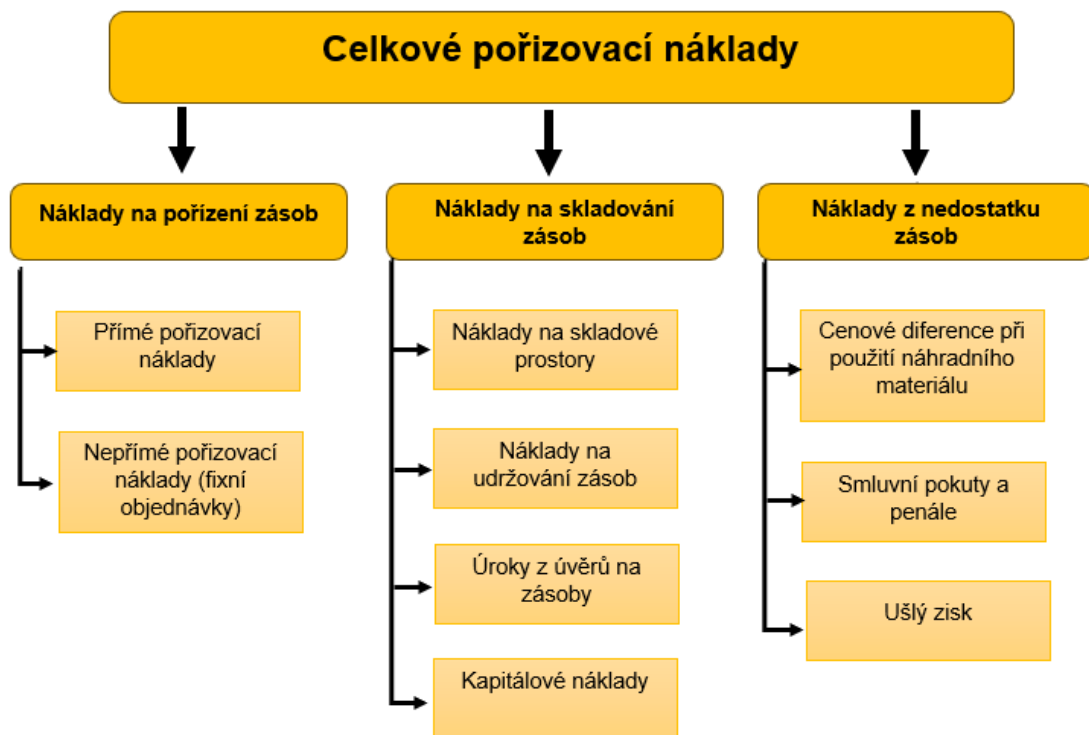 Celkové pořizovací náklady
Náklady na pořízení zásob
Přímé pořizovací
náklady
Nepřímé pořizovací
náklady (fixní
objednávky)
Náklady na skladování
zásob
Náklady na skladové
prostory
Náklady na
udržování zásob
Úroky z úvěrů na
zásoby
Kapitálové náklady
Náklady z nedostatku
zásob
Cenové diference při
použití náhradního
materiálu
Smluvní pokuty a
penále
Ušlý zisk